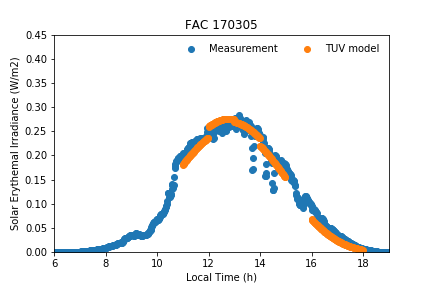 FAC 170305
Measurement
TUV model
Solar Erythemal Irradiance (W/m2)
0.45
0.40
0.35
0.30
0.25
0.20
0.15
0.10
0.05
0.00
6 8 10 12 14 16 18
Local Time (h)